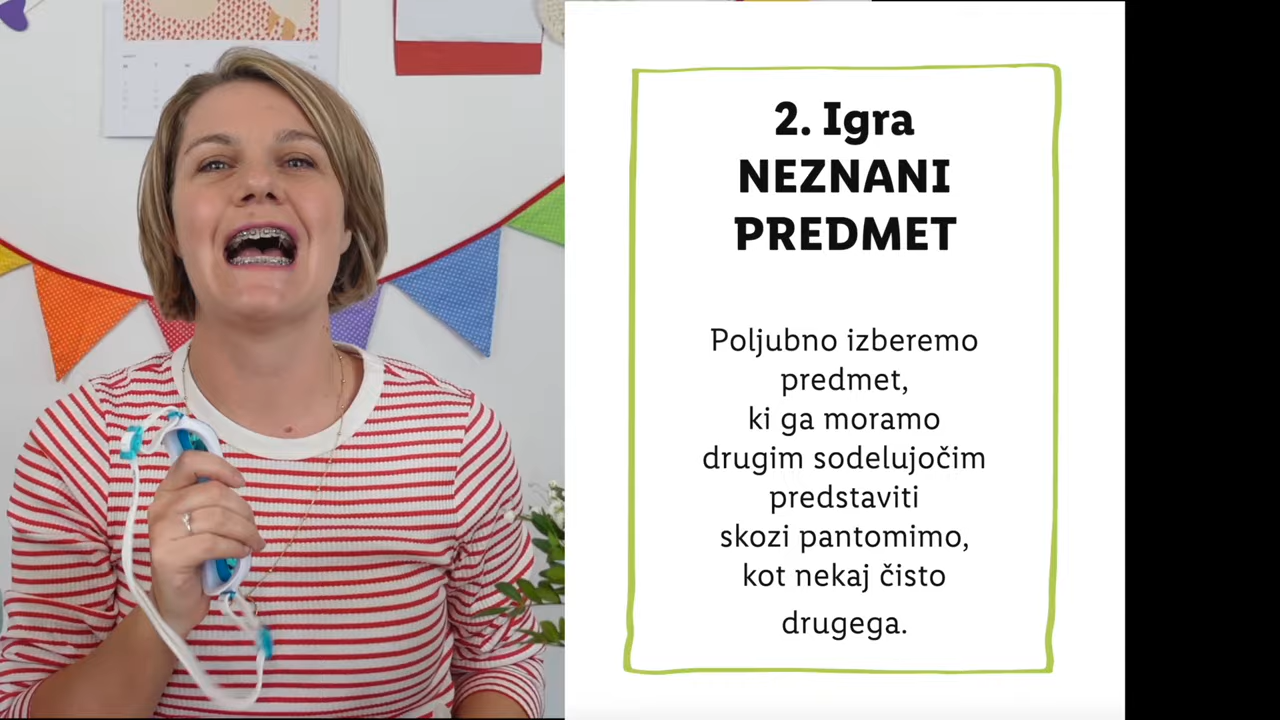 2. Igra
NEZNANI
PREDMET
Poljubno izberemo
predmet,
ki ga moramo
drugim sodelujočim
predstaviti
skozi pantomimo,
kot nekaj čisto
drugega.